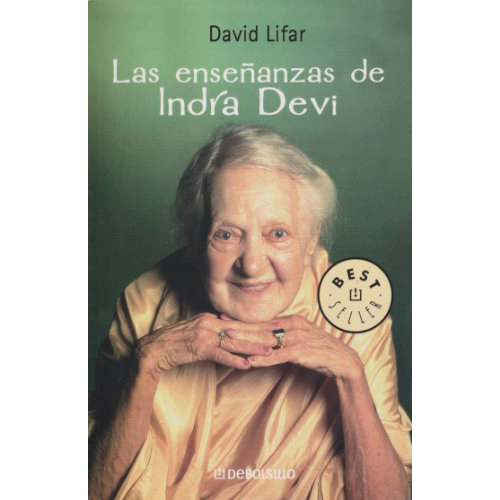 David Lifar
Las enseñanzas de
Indra Devi
BEST
SELLER
DEBOLSILLO